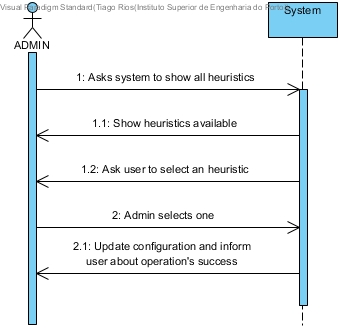 Visual Paradigm Standard(Tiago Rios(Instituto Superior de Engenharia do Porto
System
ADMIN
1: Asks system to show all heuristics
1.1: Show heuristics available
1.2: Ask user to select an heuristic
2: Admin selects one
2.1: Update configuration and inform
user about operation's success